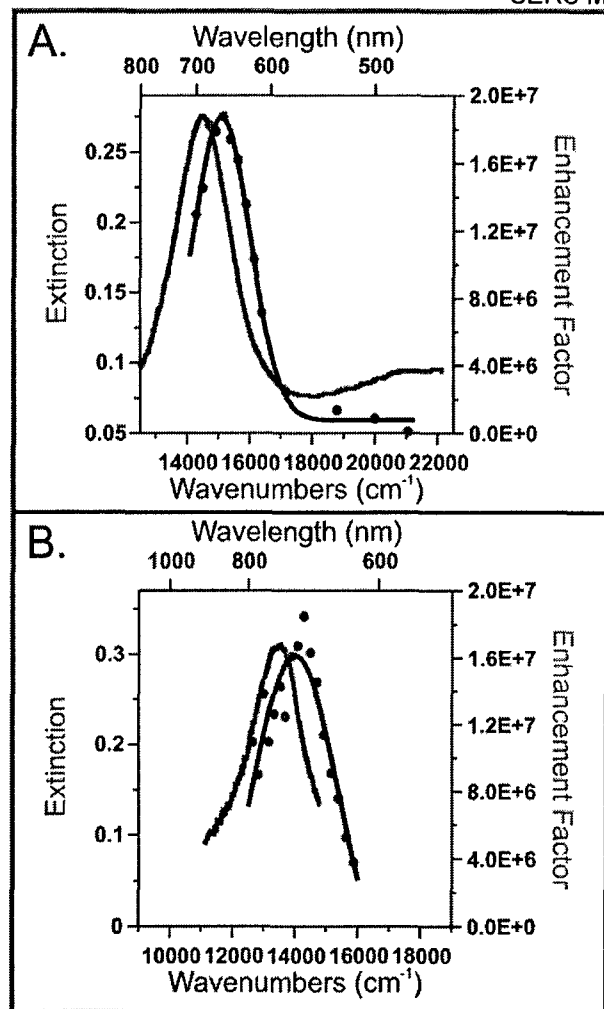 A.
Wavelength (nm)
800 700 600 500
Extinction
0.25
0.2
0.15
0.1
0.05
2.0E+7
1.6E+7
1.2E+7
8.0E+6
4.0E+6
0.0E+0
Enhancement Factor
14000 16000 18000 20000 22000
Wavenumbers (cm⁻¹)
B.
Wavelength (nm)
1000 800 600
Extinction
0.3
0.2
0.1
0
2.0E+7
1.6E+7
1.2E+7
8.0E+6
4.0E+6
0.0E+0
Enhancement Factor
10000 12000 14000 16000 18000
Wavenumbers (cm⁻¹)